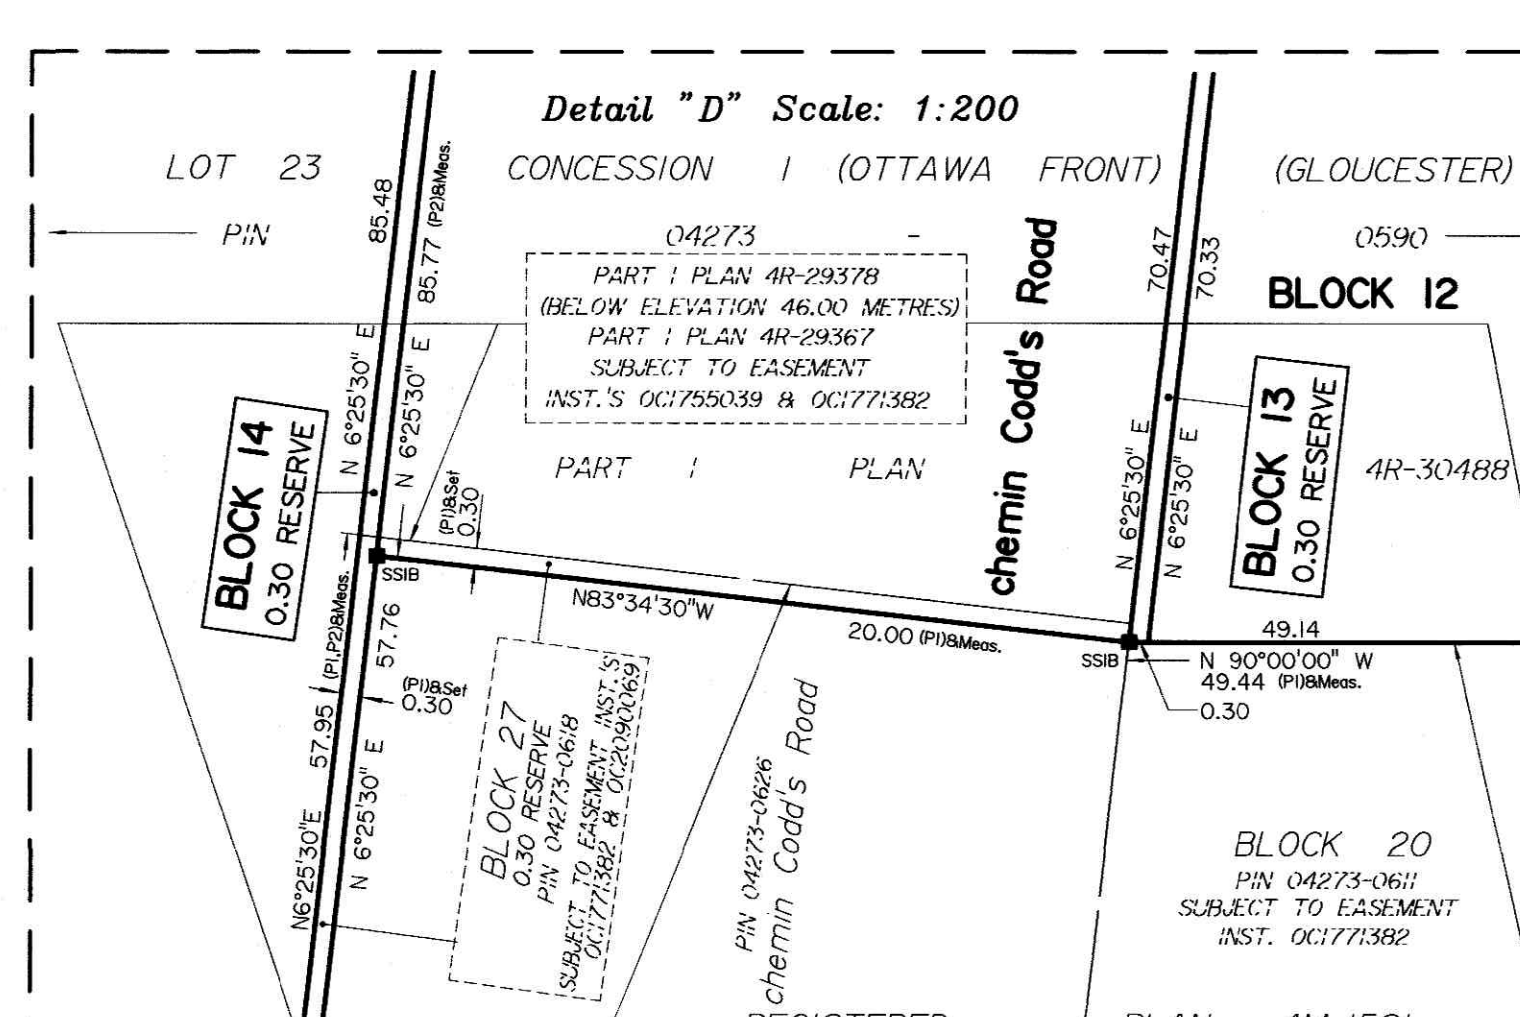 Detail "D" Scale: 1:200
LOT 23 CONCESSION 1 (OTTAWA FRONT) (GLOUCESTER)
PIN 04273 - 0590
PART 1 PLAN 4R-29378
(BELOW ELEVATION 46.00 METRES)
PART 1 PLAN 4R-29367
SUBJECT TO EASEMENT
INST.'S OC1755039 & OC1771382
PART 1 PLAN 4R-30488
BLOCK 12
85.48
85.77 (P2)&Meas.
N 6°25'30" E
N 6°25'30" E
BLOCK 14
0.30 RESERVE
(P1)&Set
0.30
chemin Codd's Road
70.47
70.33
N 6°25'30" E
N 6°25'30" E
BLOCK 13
0.30 RESERVE
SSIB
N83°34'30"W
20.00 (P1)&Meas.
SSIB
49.14
N 90°00'00" W
49.44 (P1)&Meas.
0.30
57.95 (P1,P2)&Meas.
57.76
(P1)&Set
0.30
N6°25'30"E
N 6°25'30" E
BLOCK 27
0.30 RESERVE
PIN 04273-0618
SUBJECT TO EASEMENT INST.'S
OC1771382 & OC2090069
PIN 04273-0626
chemin Codd's Road
BLOCK 20
PIN 04273-0611
SUBJECT TO EASEMENT
INST. OC1771382
REGISTERED PLAN